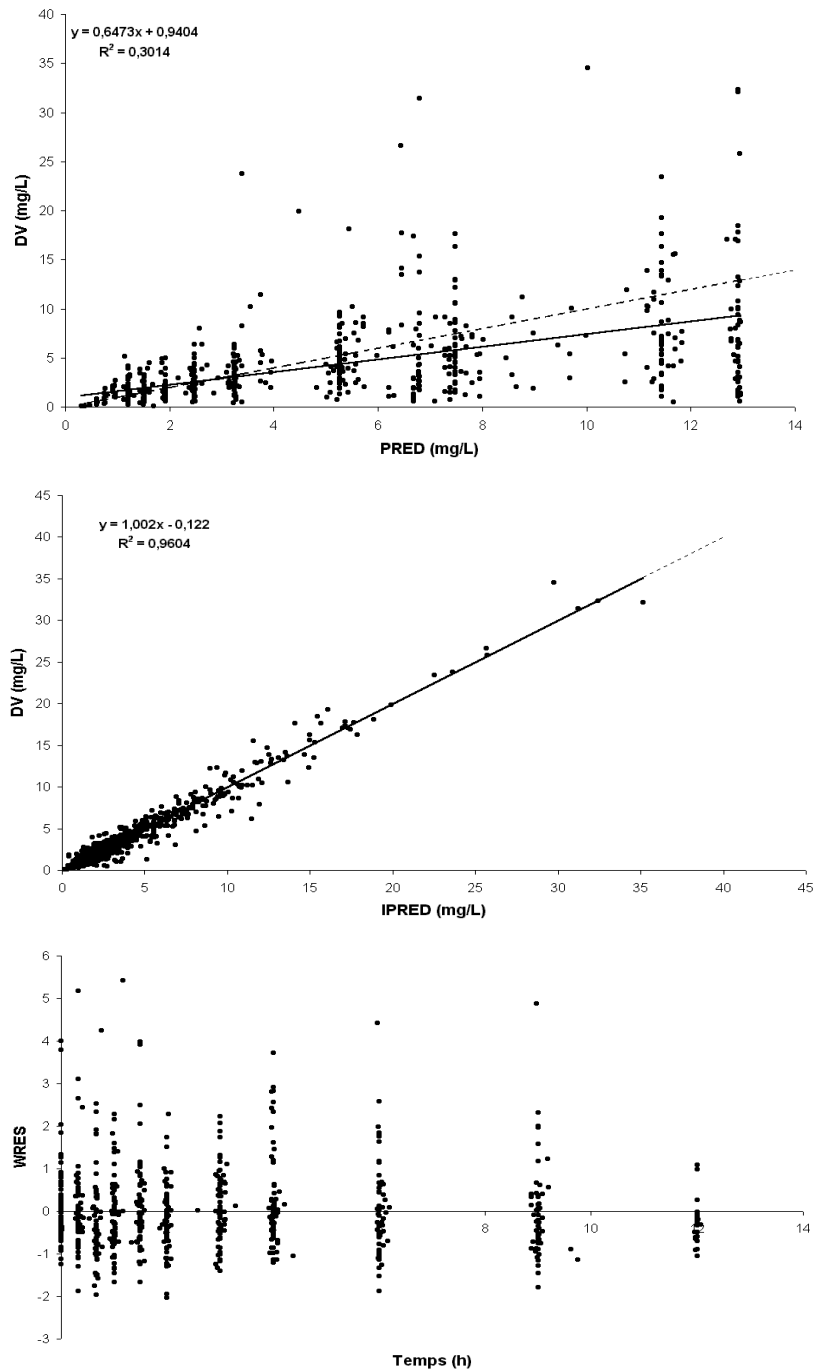 y = 0,6473x + 0,9404
R² = 0,3014
40
35
30
25
20
15
10
5
0
DV (mg/L)
0 2 4 6 8 10 12 14
PRED (mg/L)
y = 1,002x - 0,122
R² = 0,9604
45
40
35
30
25
20
15
10
5
0
DV (mg/L)
0 5 10 15 20 25 30 35 40 45
IPRED (mg/L)
6
5
4
3
2
1
0
-1
-2
-3
WRES
8 10 12 14
Temps (h)